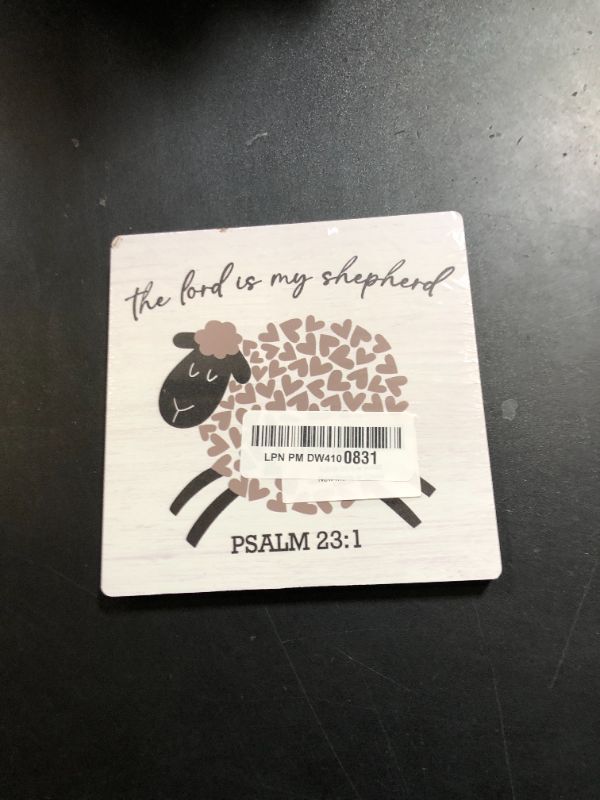 the lord is my shepherd
LPN PM DW410 0831
PSALM 23:1